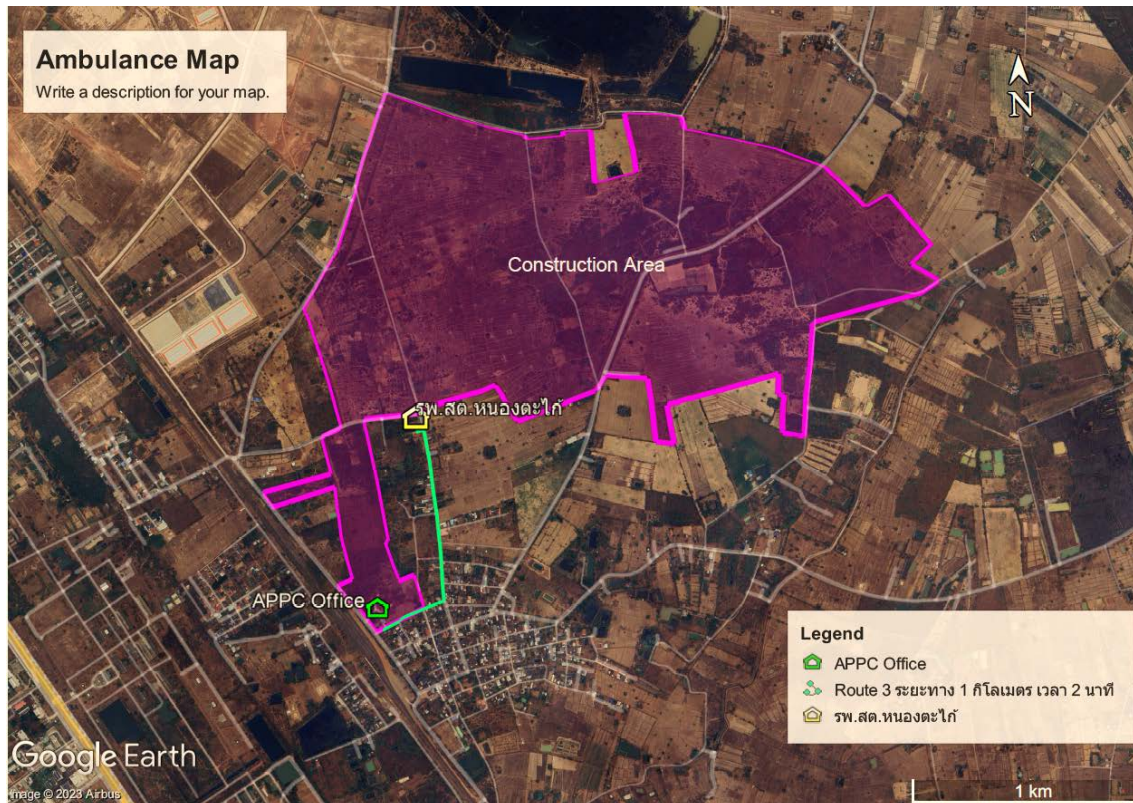 Ambulance Map
Write a description for your map.
N
Construction Area
รพ.สต.หนองตะไก้
APPC Office
Legend
APPC Office
Route 3 ระยะทาง 1 กิโลเมตร เวลา 2 นาที
รพ.สต.หนองตะไก้
Google Earth
Image © 2023 Airbus
1 km